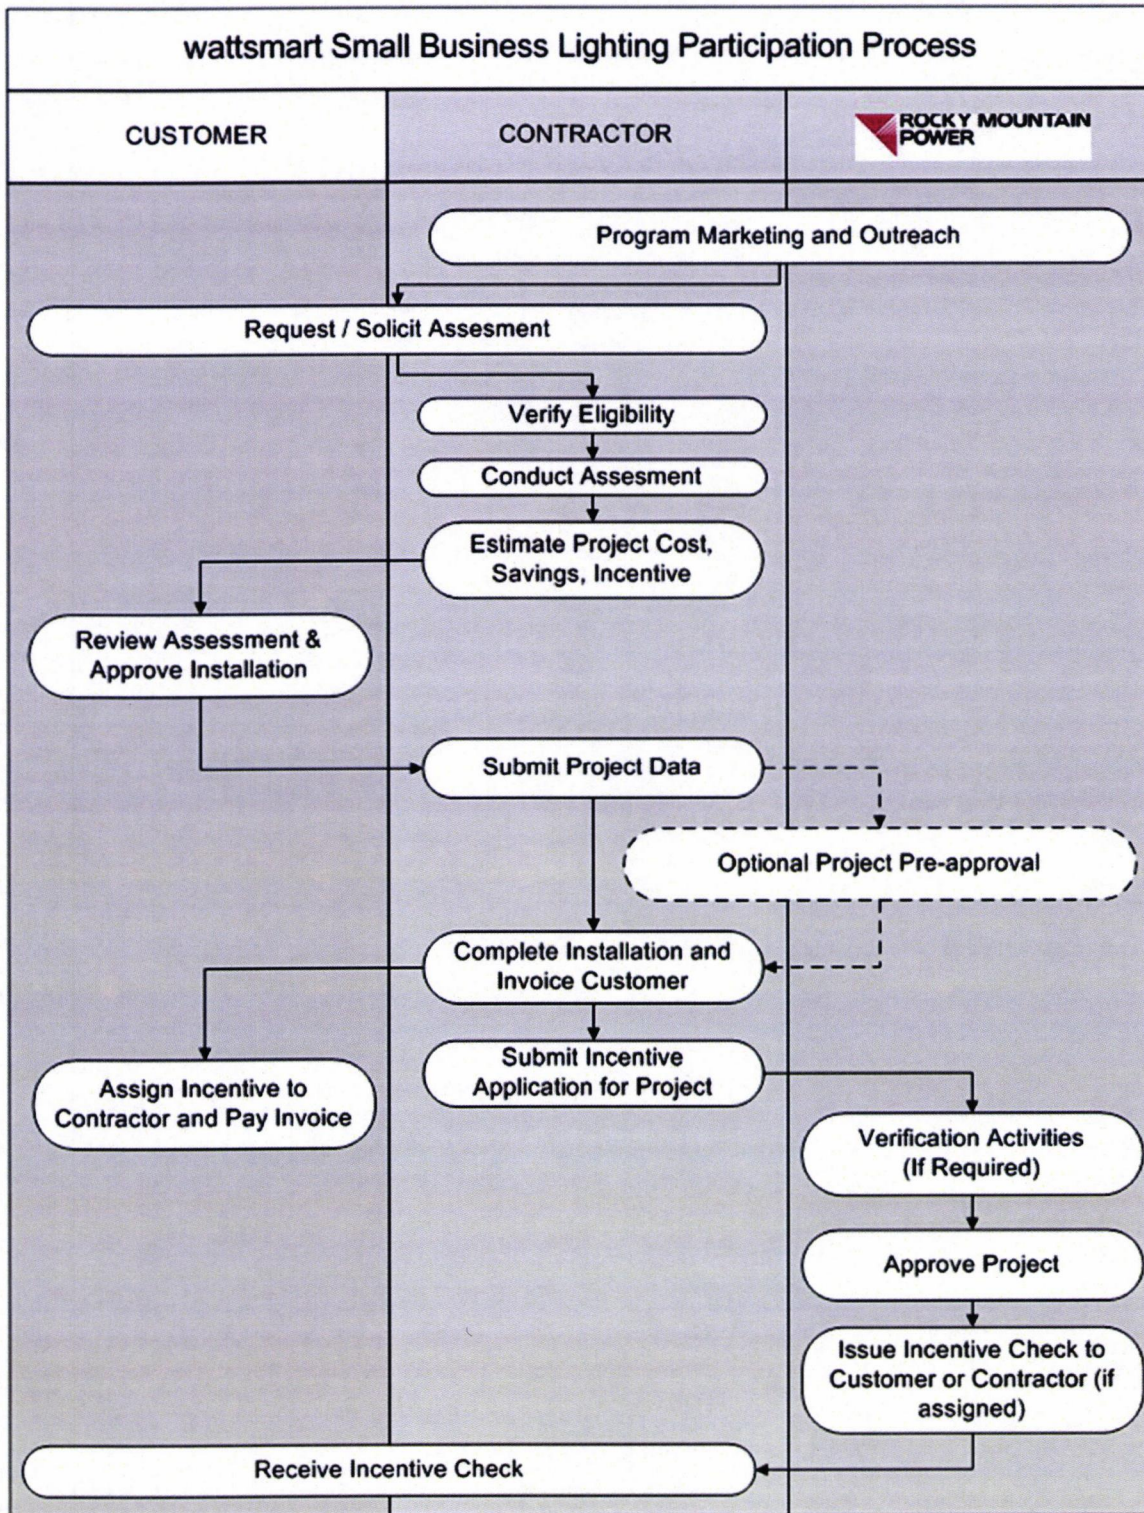 wattsmart Small Business Lighting Participation Process
CUSTOMER
CONTRACTOR
ROCKY MOUNTAIN
POWER
Program Marketing and Outreach
Request / Solicit Assesment
Verify Eligibility
Conduct Assesment
Estimate Project Cost,
Savings, Incentive
Review Assessment &
Approve Installation
Submit Project Data
Optional Project Pre-approval
Complete Installation and
Invoice Customer
Submit Incentive
Application for Project
Assign Incentive to
Contractor and Pay Invoice
Verification Activities
(If Required)
Approve Project
Issue Incentive Check to
Customer or Contractor (if
assigned)
Receive Incentive Check